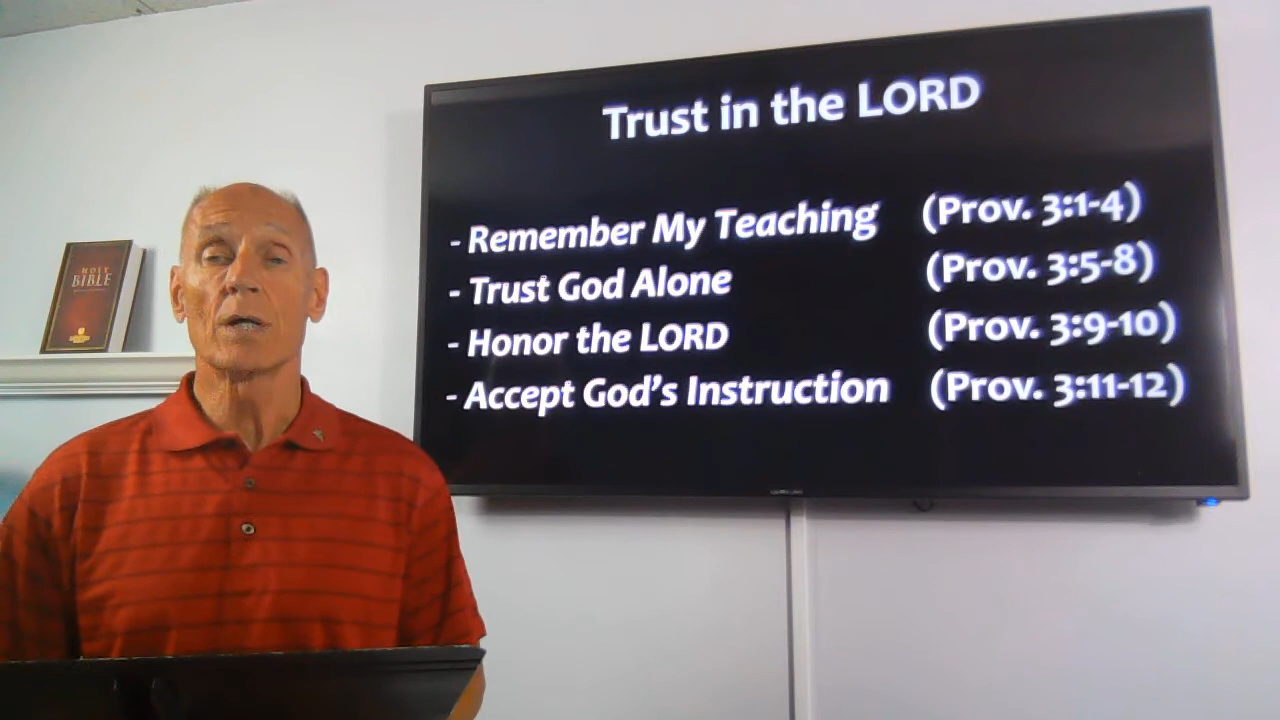 Trust in the LORD
- Remember My Teaching (Prov. 3:1-4)
- Trust God Alone (Prov. 3:5-8)
- Honor the LORD (Prov. 3:9-10)
- Accept God's Instruction (Prov. 3:11-12)
HOLY
BIBLE